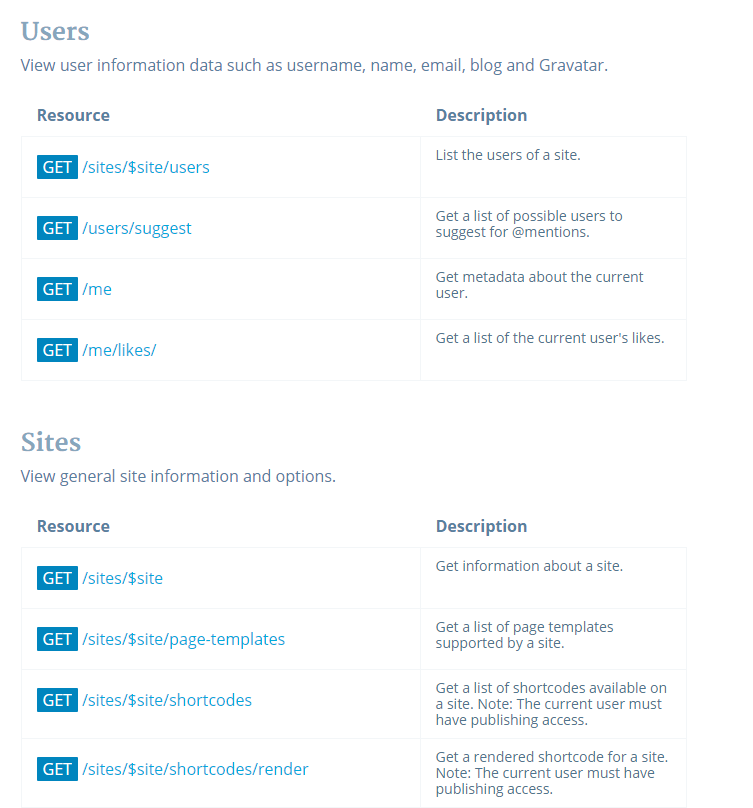 Users
View user information data such as username, name, email, blog and Gravatar.
Resource Description
GET /sites/$site/users List the users of a site.
GET /users/suggest Get a list of possible users to
suggest for @mentions.
GET /me Get metadata about the current
user.
GET /me/likes/ Get a list of the current user's likes.
Sites
View general site information and options.
Resource Description
GET /sites/$site Get information about a site.
GET /sites/$site/page-templates Get a list of page templates
supported by a site.
GET /sites/$site/shortcodes Get a list of shortcodes available on
a site. Note: The current user must
have publishing access.
GET /sites/$site/shortcodes/render Get a rendered shortcode for a site.
Note: The current user must have
publishing access.